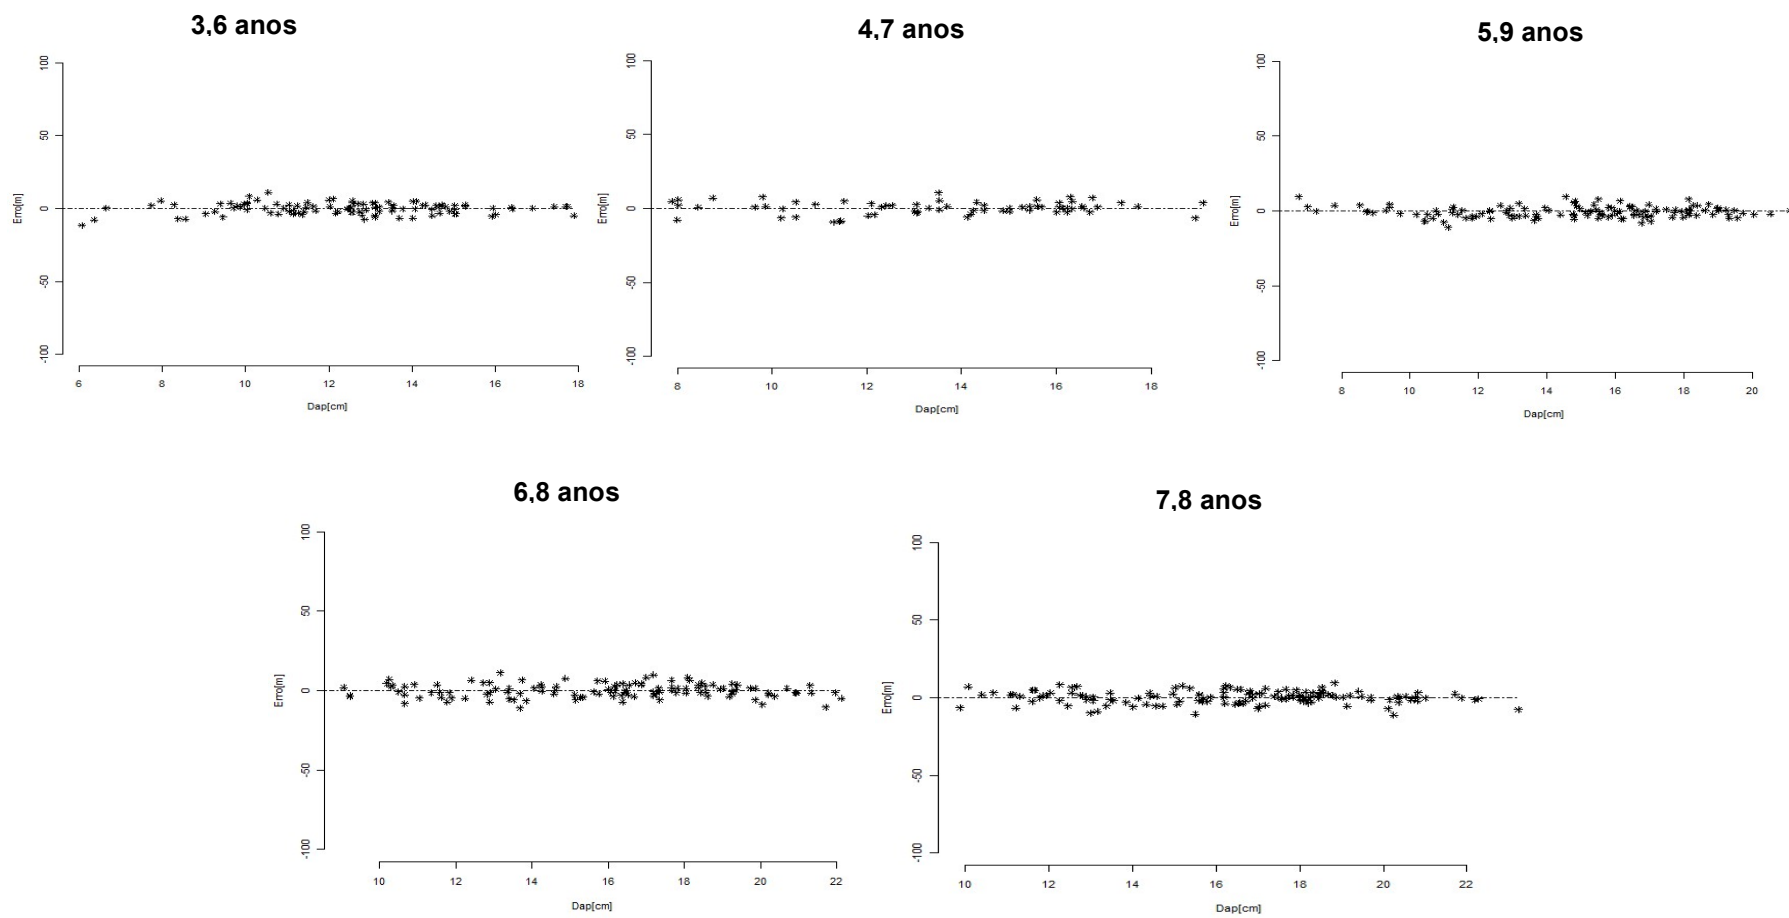 3,6 anos
100
50
0
-50
-100
Erro[m]
6 8 10 12 14 16 18
Dap[cm]
4,7 anos
100
50
0
-50
-100
Erro[m]
8 10 12 14 16 18
Dap[cm]
5,9 anos
100
50
0
-50
-100
Erro[m]
8 10 12 14 16 18 20
Dap[cm]
6,8 anos
100
50
0
-50
-100
Erro[m]
10 12 14 16 18 20 22
Dap[cm]
7,8 anos
100
50
0
-50
-100
Erro[m]
10 12 14 16 18 20 22
Dap[cm]